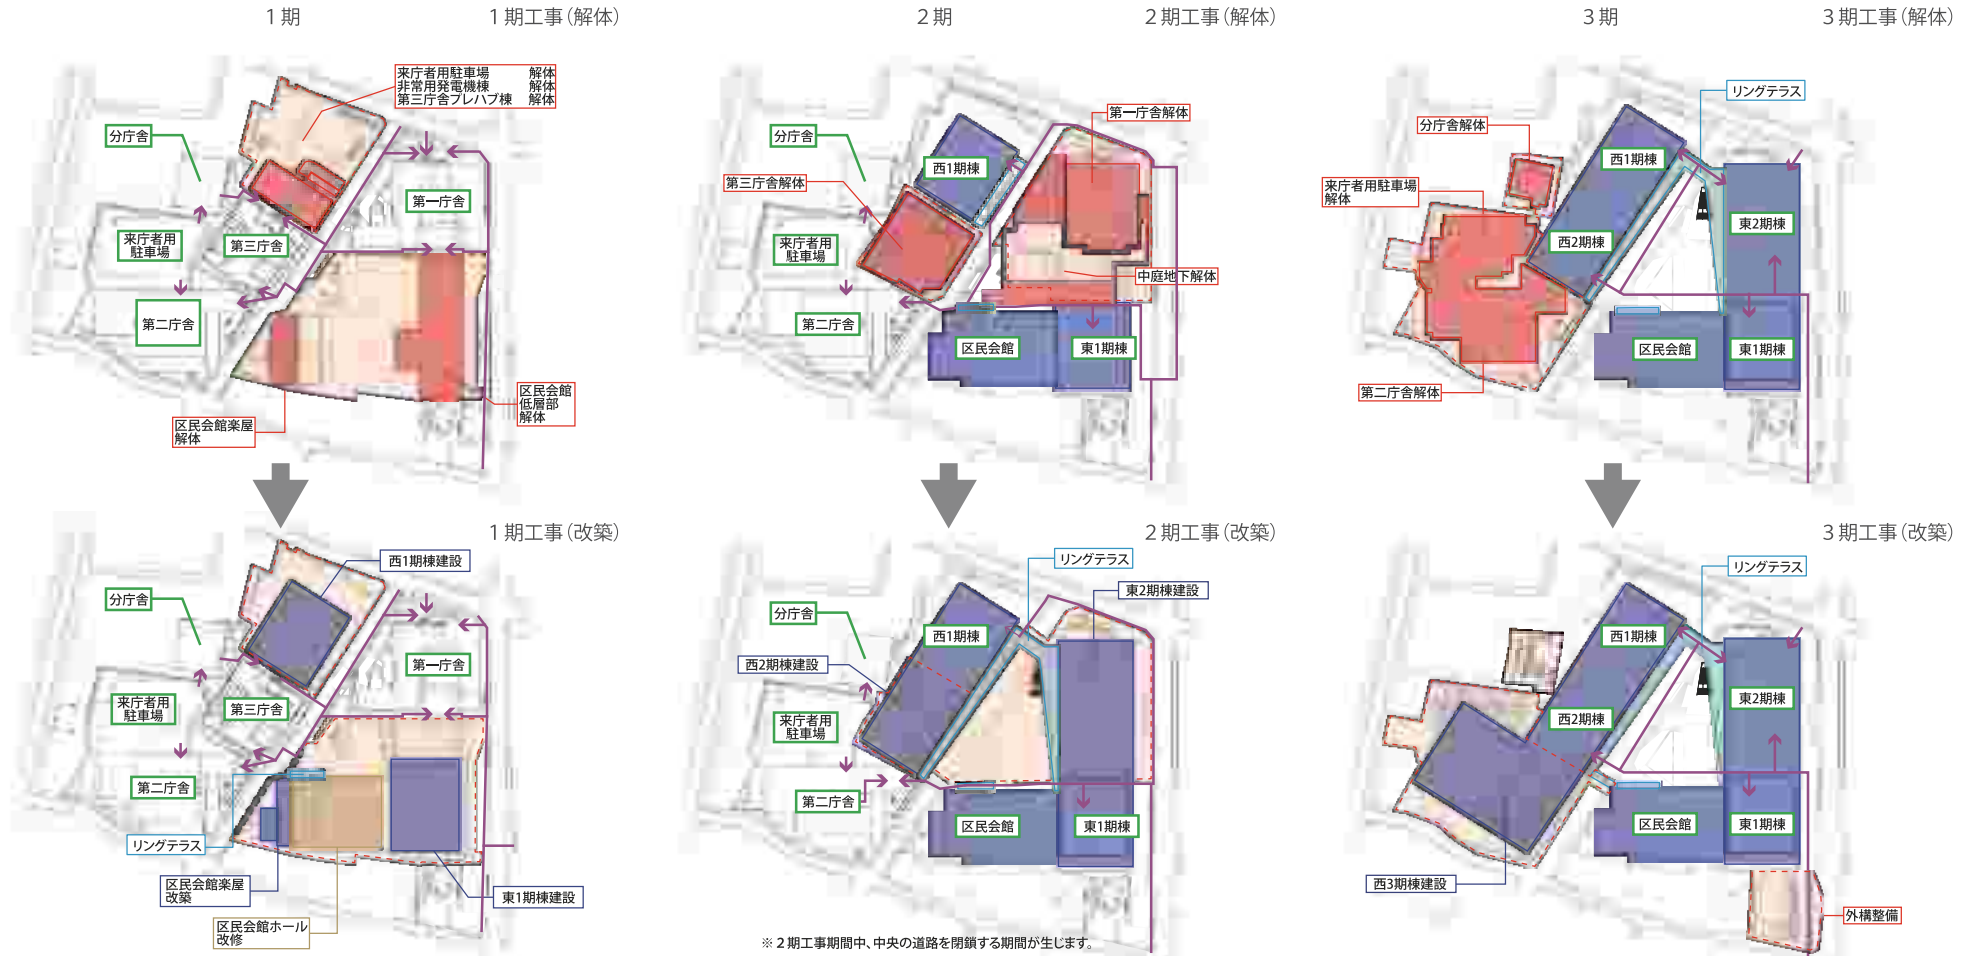 1期
1期工事（解体）
来庁者用駐車場　解体
非常用発電機棟　解体
第三庁舎プレハブ棟　解体
分庁舎
第一庁舎
来庁者用
駐車場
第三庁舎
第二庁舎
区民会館
低層部
解体
区民会館楽屋
解体
1期工事（改築）
西1期棟建設
分庁舎
第一庁舎
来庁者用
駐車場
第三庁舎
第二庁舎
リングテラス
区民会館楽屋
改築
東1期棟建設
区民会館ホール
改修
2期
2期工事（解体）
第一庁舎解体
分庁舎
西1期棟
第三庁舎解体
来庁者用
駐車場
中庭地下解体
第二庁舎
区民会館
東1期棟
2期工事（改築）
リングテラス
東2期棟建設
分庁舎
西1期棟
西2期棟建設
来庁者用
駐車場
第二庁舎
区民会館
東1期棟
※2期工事期間中、中央の道路を閉鎖する期間が生じます。
3期
3期工事（解体）
リングテラス
分庁舎解体
西1期棟
来庁者用駐車場
解体
東2期棟
西2期棟
区民会館
東1期棟
第二庁舎解体
3期工事（改築）
リングテラス
西1期棟
東2期棟
西2期棟
区民会館
東1期棟
西3期棟建設
外構整備